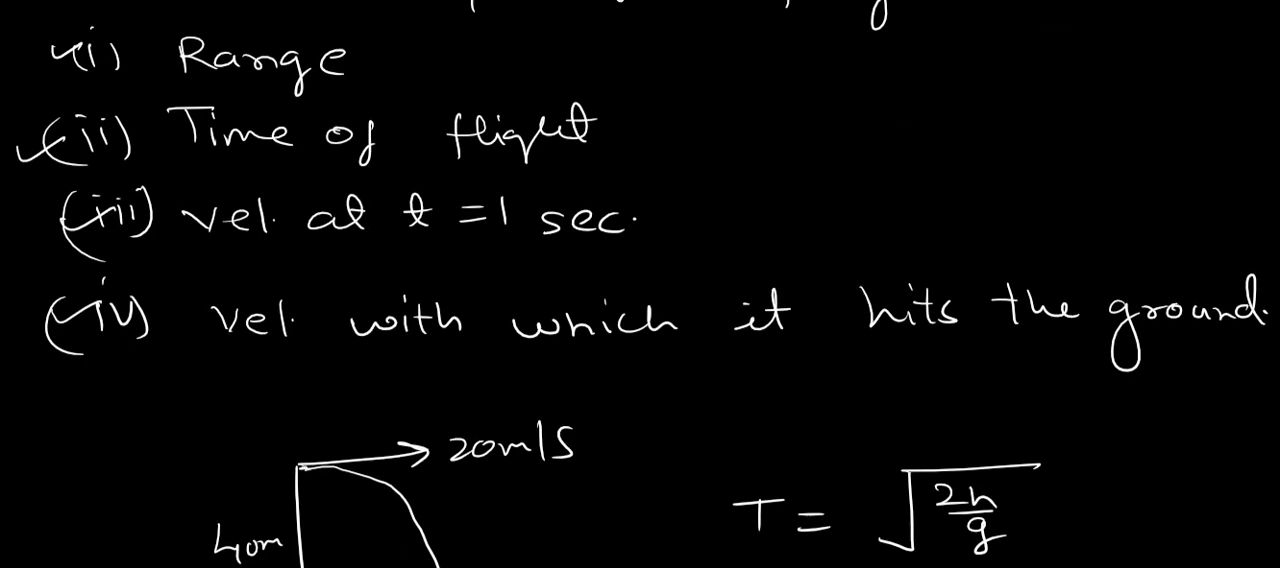 (i) Range
(ii) Time of flight
(iii) vel. at t = 1 sec.
(iv) vel. with which it hits the ground.
20m/s
T = √(2h/g)
40m